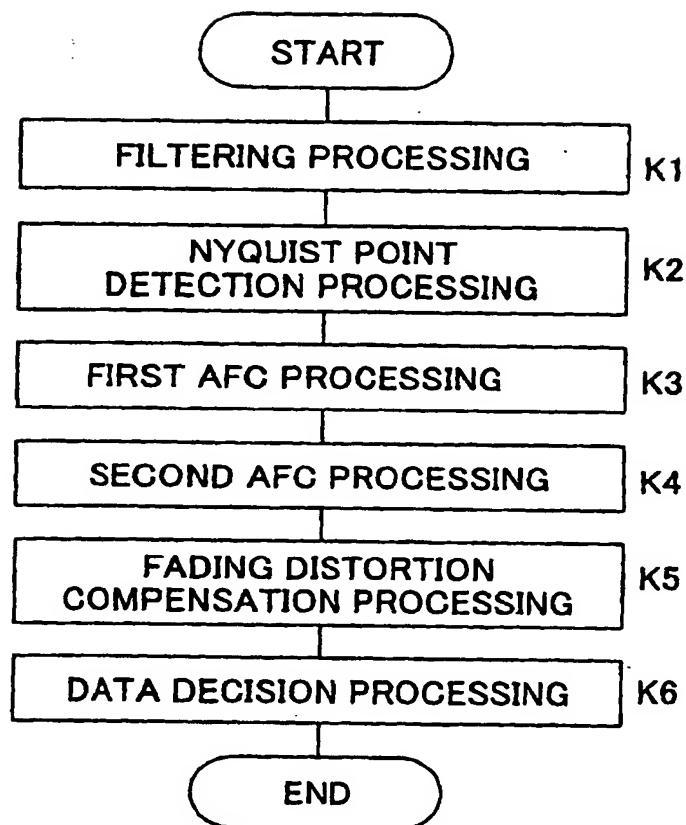 START
FILTERING PROCESSING
K1
NYQUIST POINT
DETECTION PROCESSING
K2
FIRST AFC PROCESSING
K3
SECOND AFC PROCESSING
K4
FADING DISTORTION
COMPENSATION PROCESSING
K5
DATA DECISION PROCESSING
K6
END